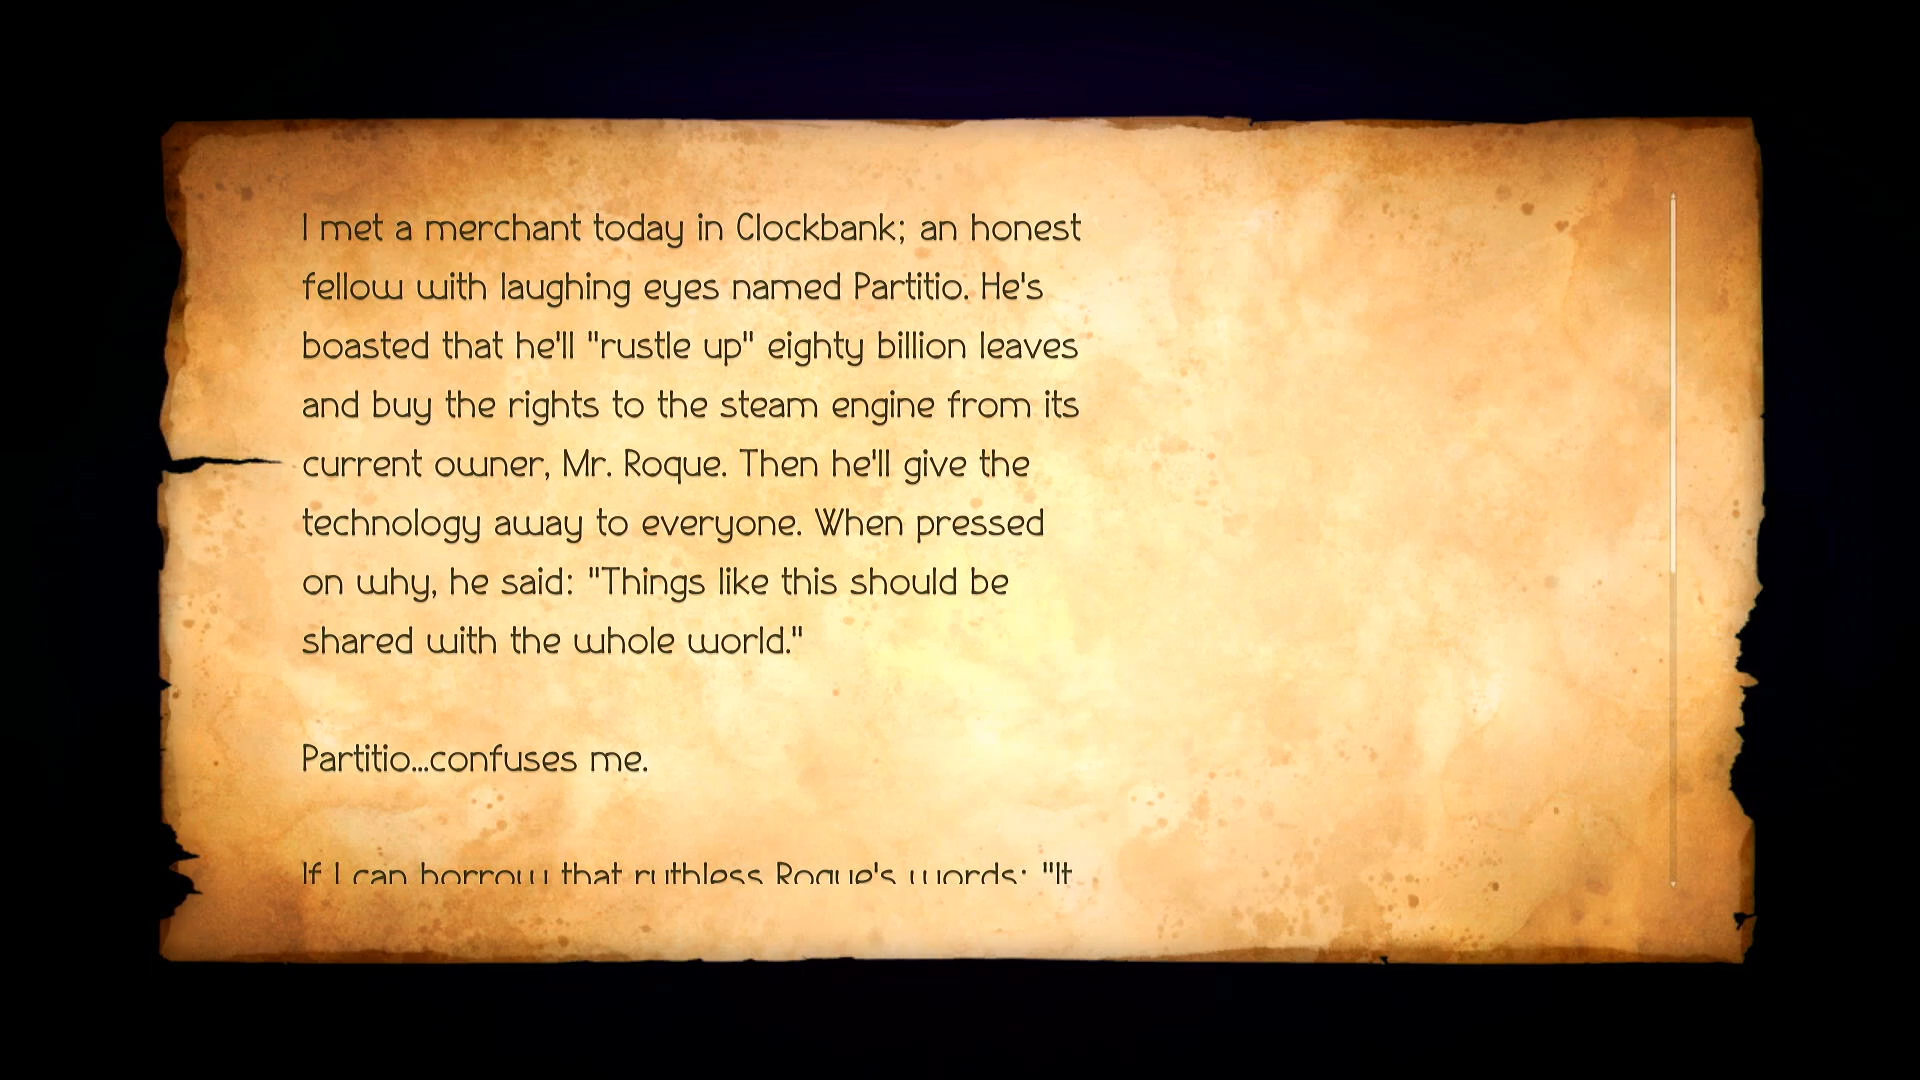 I met a merchant today in Clockbank; an honest
fellow with laughing eyes named Partitio. He's
boasted that he'll "rustle up" eighty billion leaves
and buy the rights to the steam engine from its
current owner, Mr. Roque. Then he'll give the
technology away to everyone. When pressed
on why, he said: "Things like this should be
shared with the whole world."
Partitio...confuses me.
If I can borrow that ruthless Roque's words: "It